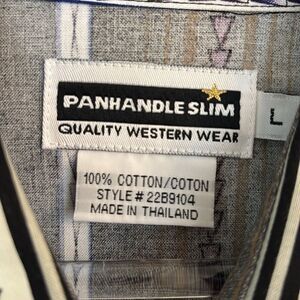 PANHANDLE SLIM
QUALITY WESTERN WEAR
L
100% COTTON/COTON
STYLE # 22B9104
MADE IN THAILAND